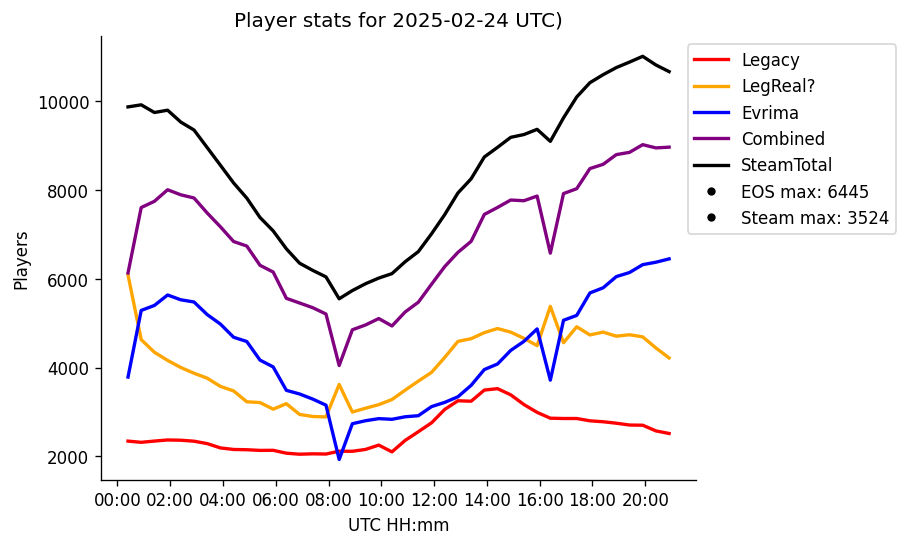 Player stats for 2025-02-24 UTC)
Legacy
LegReal?
Evrima
Combined
SteamTotal
EOS max: 6445
Steam max: 3524
Players
10000
8000
6000
4000
2000
00:00 02:00 04:00 06:00 08:00 10:00 12:00 14:00 16:00 18:00 20:00
UTC HH:mm